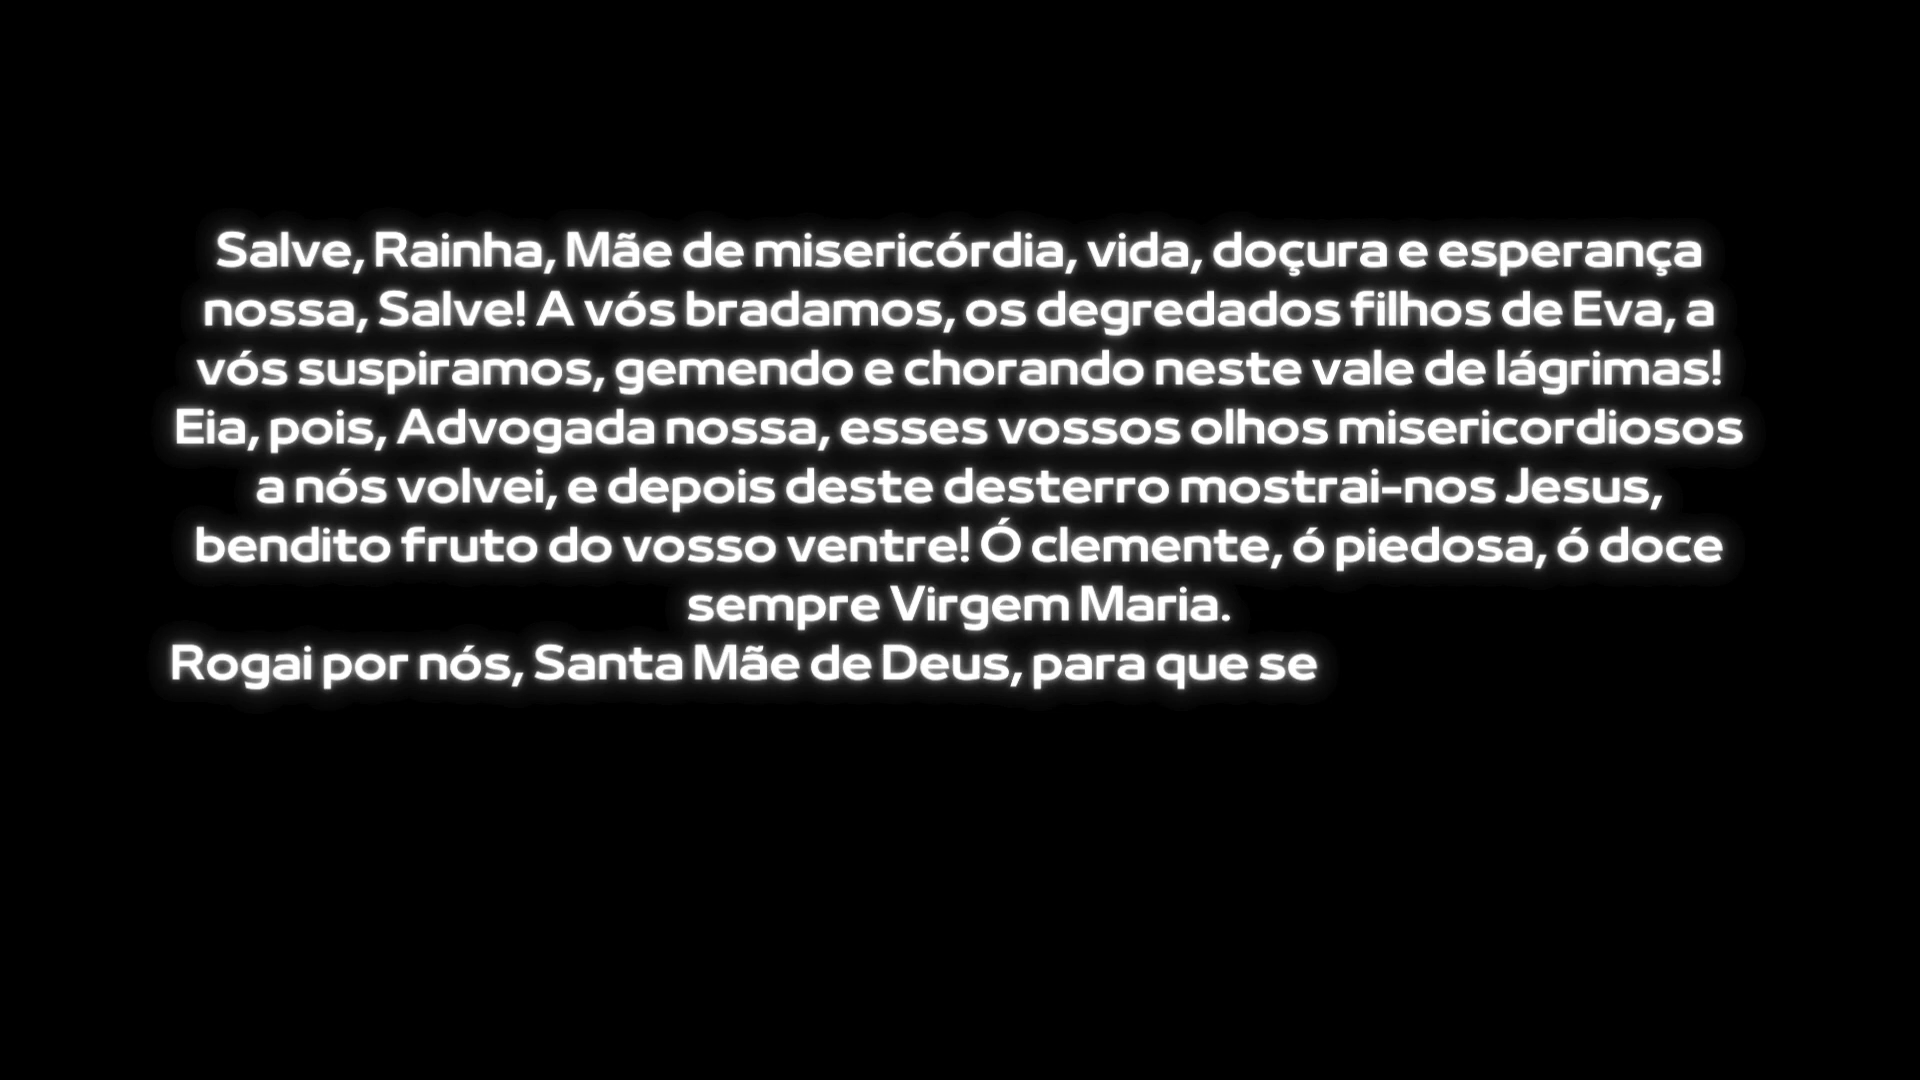 Salve, Rainha, Mãe de misericórdia, vida, doçura e esperança
nossa, Salve! A vós bradamos, os degredados filhos de Eva, a
vós suspiramos, gemendo e chorando neste vale de lágrimas!
Eia, pois, Advogada nossa, esses vossos olhos misericordiosos
a nós volvei, e depois deste desterro mostrai-nos Jesus,
bendito fruto do vosso ventre! Ó clemente, ó piedosa, ó doce
sempre Virgem Maria.
Rogai por nós, Santa Mãe de Deus, para que se